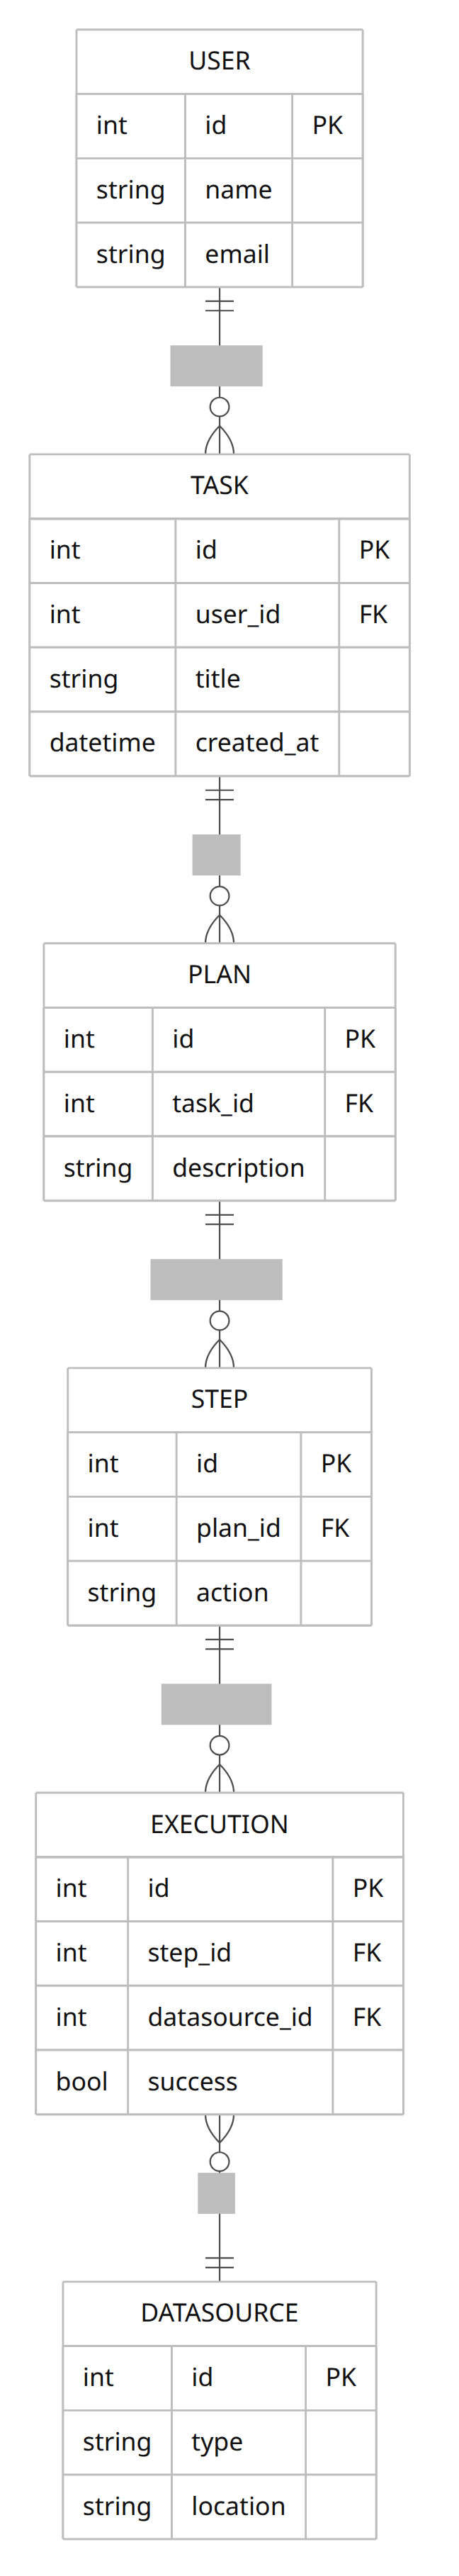 USER
int id PK
string name
string email
TASK
int id PK
int user_id FK
string title
datetime created_at
PLAN
int id PK
int task_id FK
string description
STEP
int id PK
int plan_id FK
string action
EXECUTION
int id PK
int step_id FK
int datasource_id FK
bool success
DATASOURCE
int id PK
string type
string location